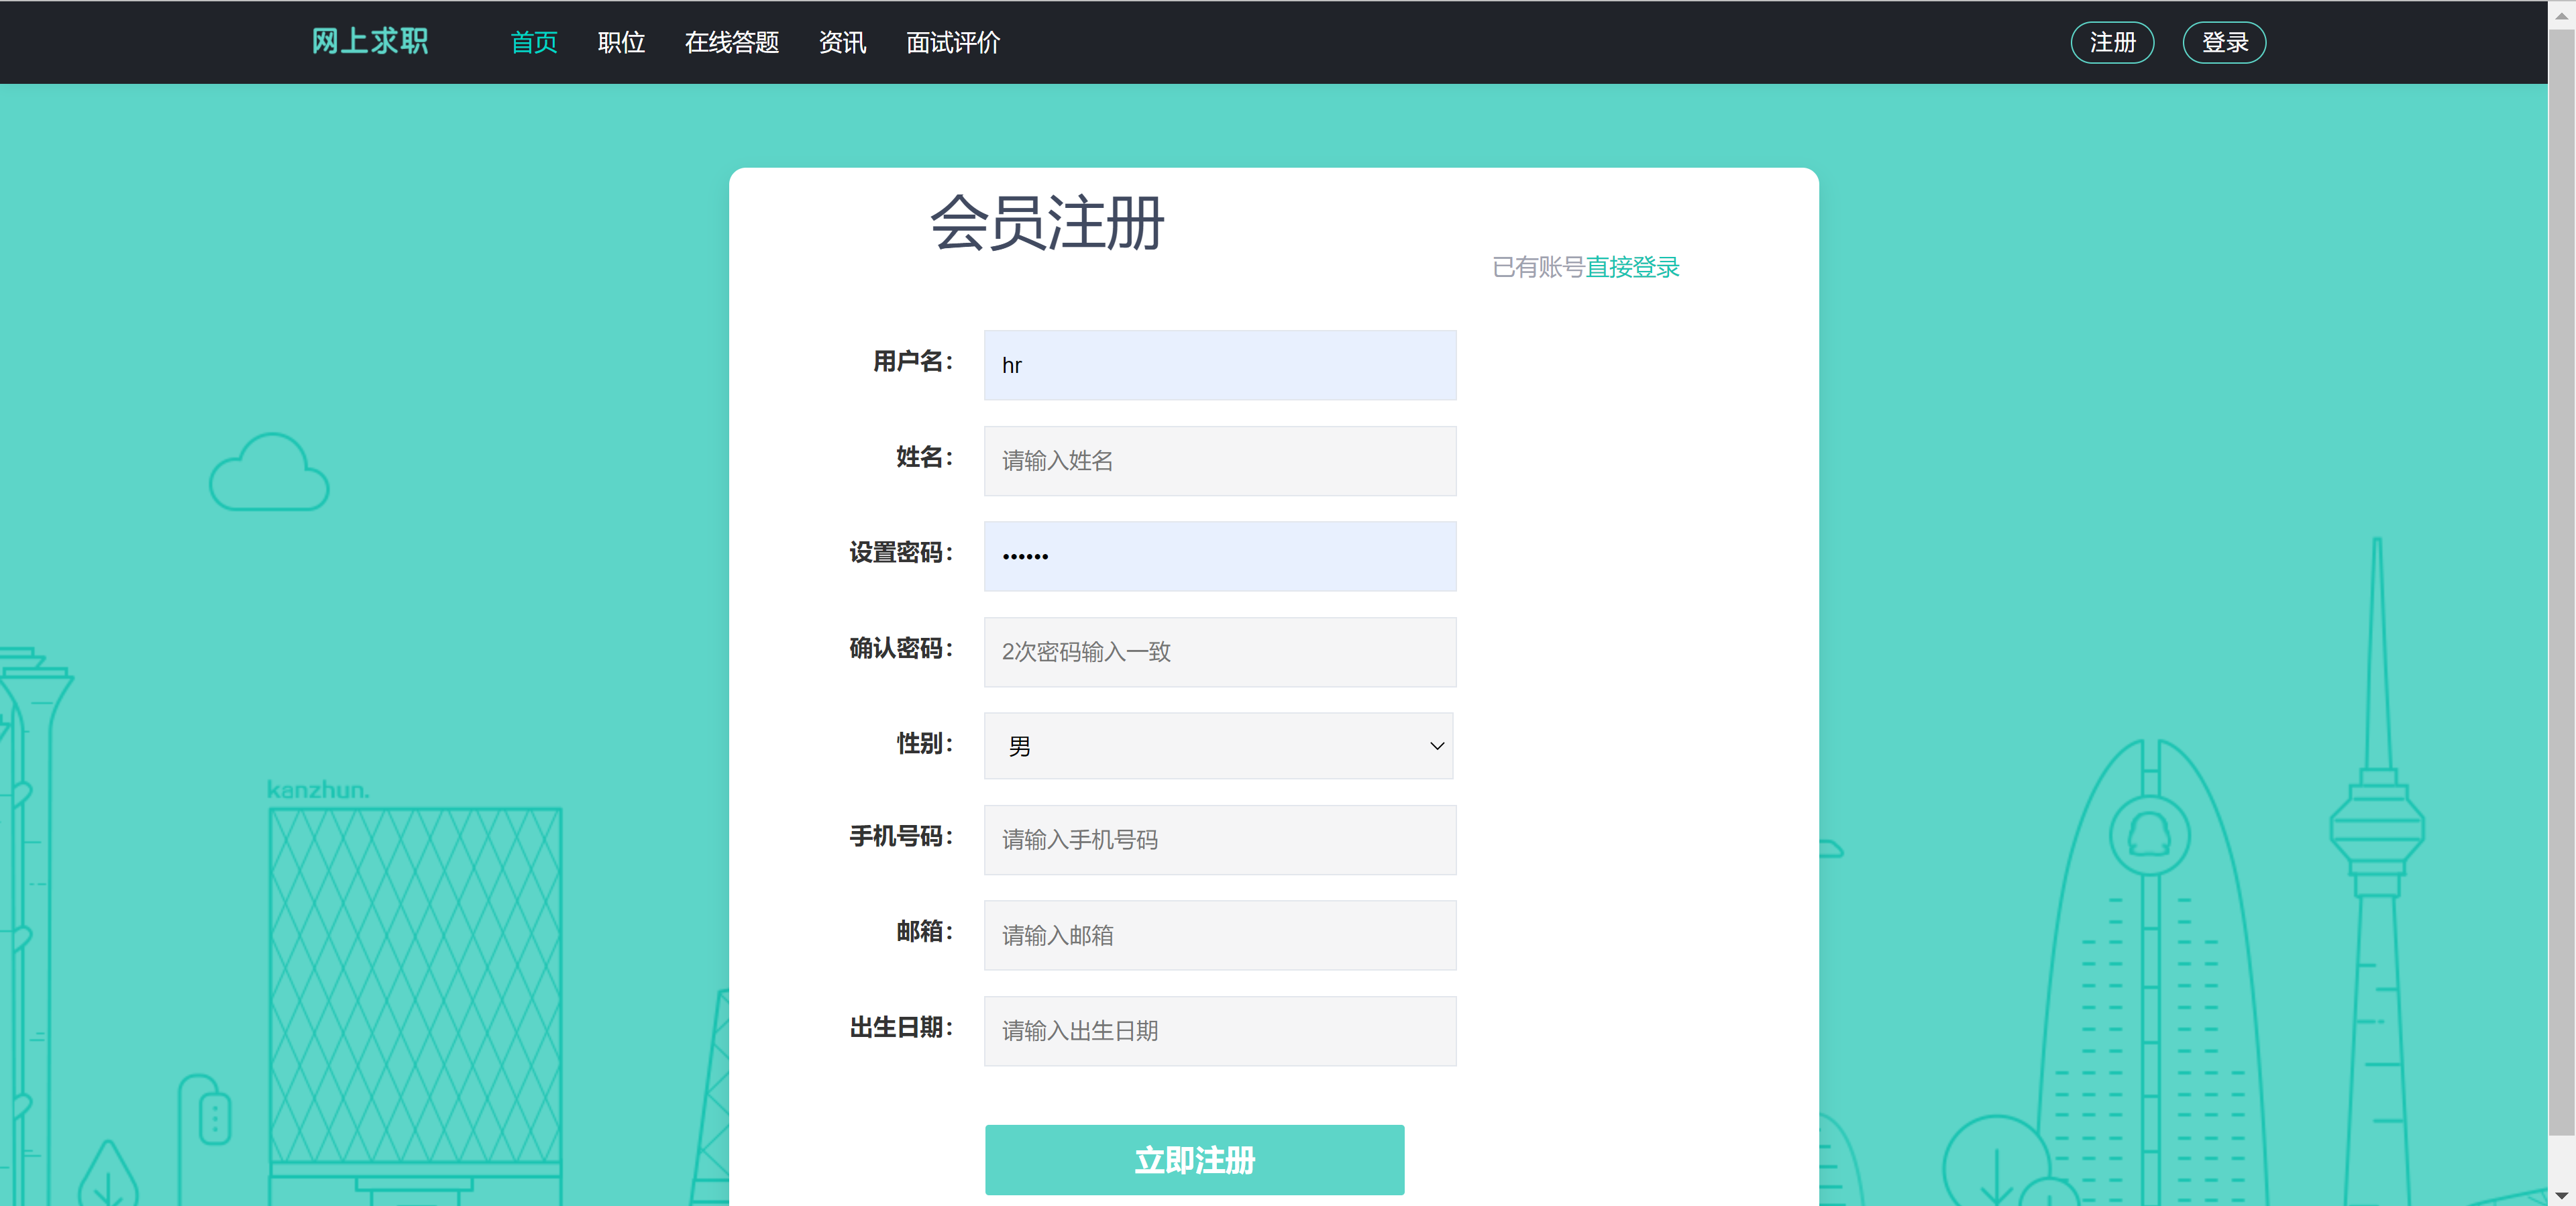 网上求职 首页 职位 在线答题 资讯 面试评价 注册 登录
会员注册
已有账号直接登录
用户名： hr
姓名： 请输入姓名
设置密码： ••••••
确认密码： 2次密码输入一致
性别： 男
kanzhun.
手机号码： 请输入手机号码
邮箱： 请输入邮箱
出生日期： 请输入出生日期
立即注册